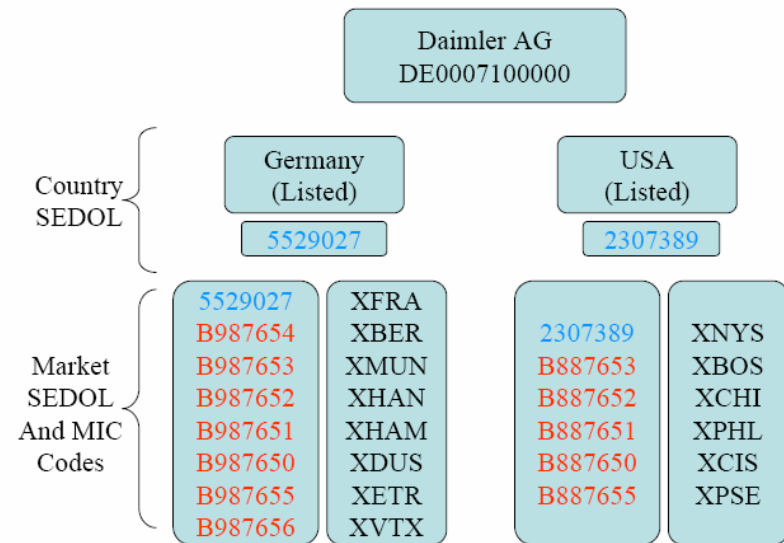 Daimler AG
DE0007100000
Country
SEDOL
Germany
(Listed)
5529027
USA
(Listed)
2307389
Market
SEDOL
And MIC
Codes
5529027 XFRA
B987654 XBER 2307389 XNYS
B987653 XMUN B887653 XBOS
B987652 XHAN B887652 XCHI
B987651 XHAM B887651 XPHL
B987650 XDUS B887650 XCIS
B987655 XETR B887655 XPSE
B987656 XVTX